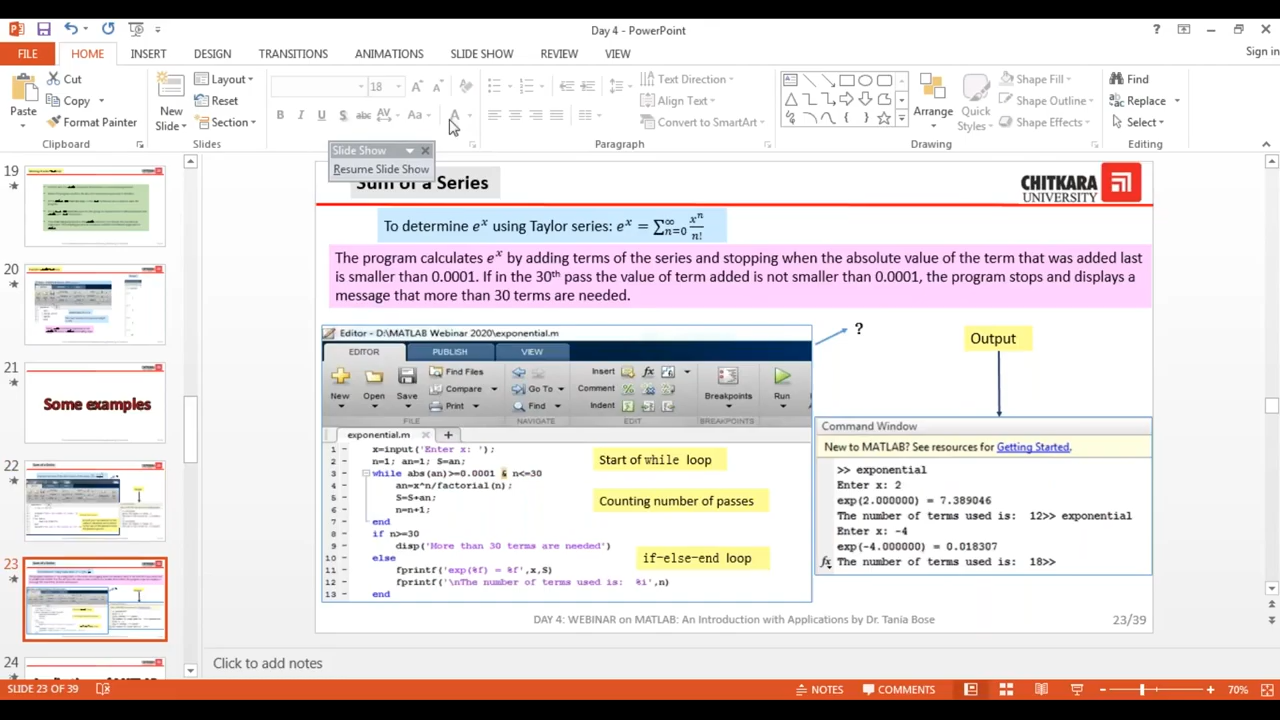 Day 4 - PowerPoint
FILE HOME INSERT DESIGN TRANSITIONS ANIMATIONS SLIDE SHOW REVIEW VIEW Sign in
Paste Cut Copy Format Painter
Clipboard
New Slide Layout Reset Section
Slides
18
Paragraph
Text Direction
Align Text
Convert to SmartArt
Arrange Quick Styles
Shape Fill
Shape Outline
Shape Effects
Drawing
Find
Replace
Select
Editing
Slide Show
Resume Slide Show
19
20
21
Some examples
22
23
24
Sum of a Series
CHITKARA
UNIVERSITY
To determine e^x using Taylor series: e^x = ∑_{n=0}^{∞} x^n/n!
The program calculates e^x by adding terms of the series and stopping when the absolute value of the term that was added last
is smaller than 0.0001. If in the 30th pass the value of term added is not smaller than 0.0001, the program stops and displays a
message that more than 30 terms are needed.
Editor - D:\MATLAB Webinar 2020\exponential.m
EDITOR PUBLISH VIEW
New Open Save
Find Files
Compare
Print
FILE
Go To
Find
NAVIGATE
Insert
Comment
Indent
EDIT
Breakpoints
BREAKPOINTS
Run
exponential.m
1 - x=input('Enter x: ');
2 - n=1; an=1; S=an;
3 - while abs(an)>=0.0001 & n<=30
4 - an=x^n/factorial(n);
5 - S=S+an;
6 - n=n+1;
7 - end
8 - if n>=30
9 - disp('More than 30 terms are needed')
10 - else
11 - fprintf('exp(%f) = %f',x,S)
12 - fprintf('\nThe number of terms used is: %i',n)
13 - end
Start of while loop
Counting number of passes
if-else-end loop
?
Output
Command Window
New to MATLAB? See resources for Getting Started.
>> exponential
Enter x: 2
exp(2.000000) = 7.389046
The number of terms used is: 12>> exponential
Enter x: -4
exp(-4.000000) = 0.018307
fx The number of terms used is: 18>>
DAY 4: WEBINAR on MATLAB: An Introduction with Applications by Dr. Tania Bose
23/39
Click to add notes
SLIDE 23 OF 39
NOTES COMMENTS 70%